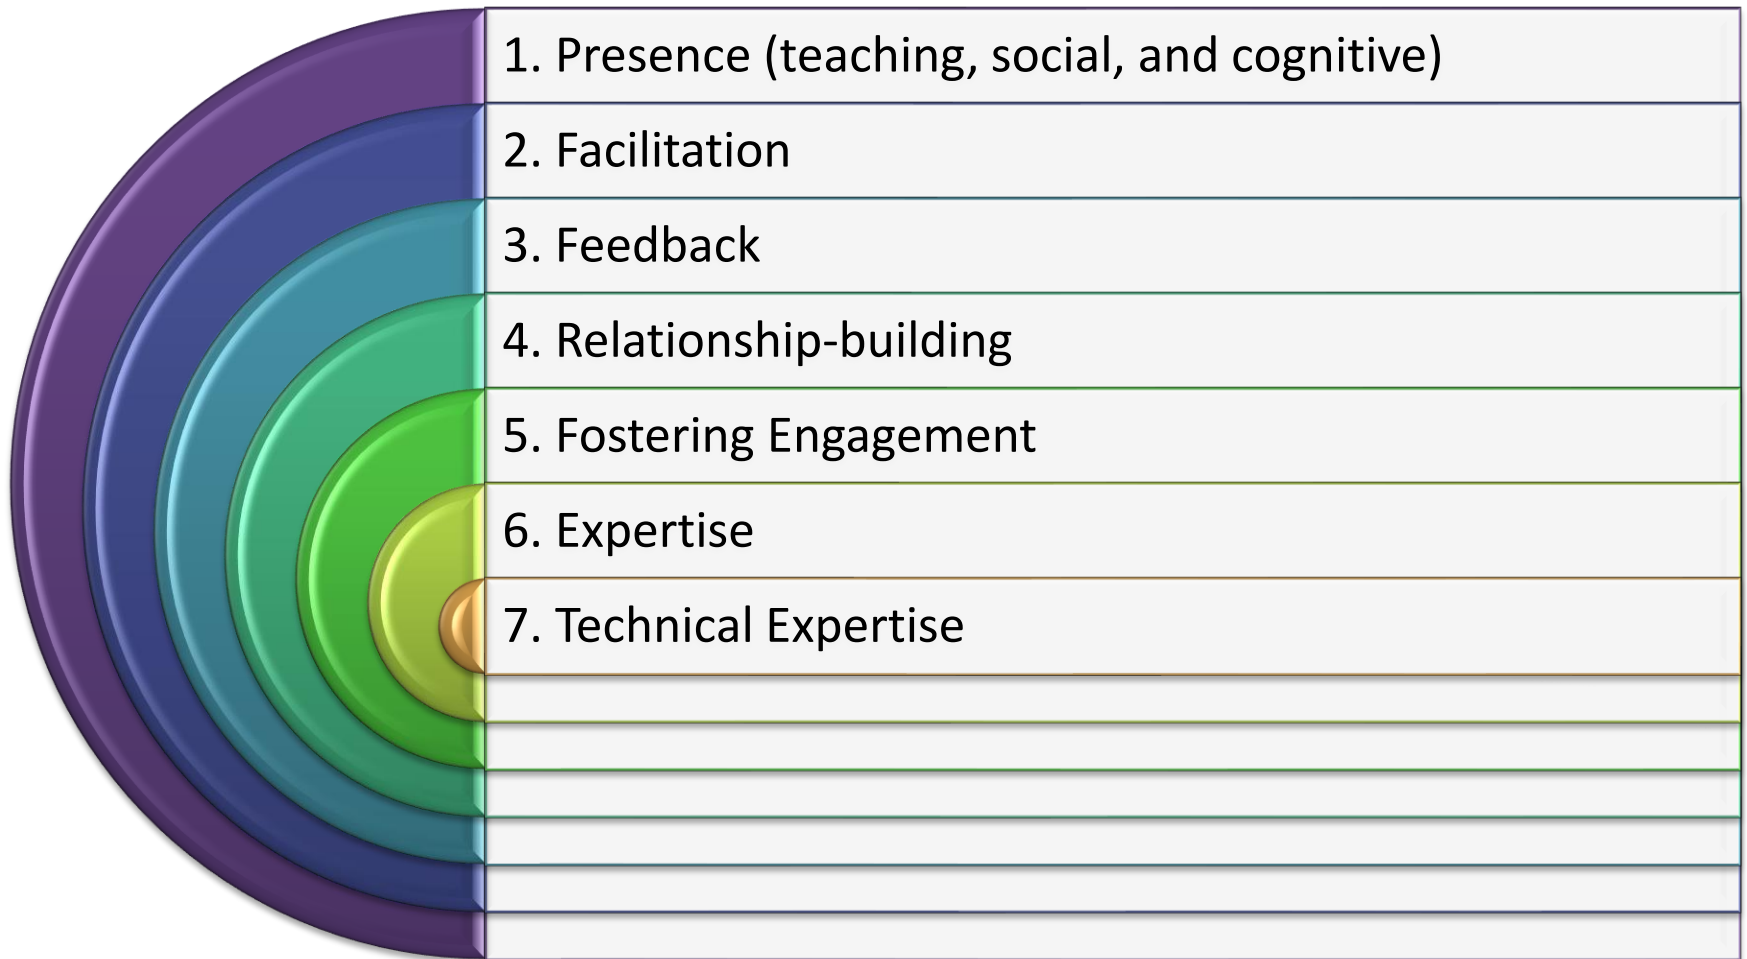 1. Presence (teaching, social, and cognitive)
2. Facilitation
3. Feedback
4. Relationship-building
5. Fostering Engagement
6. Expertise
7. Technical Expertise